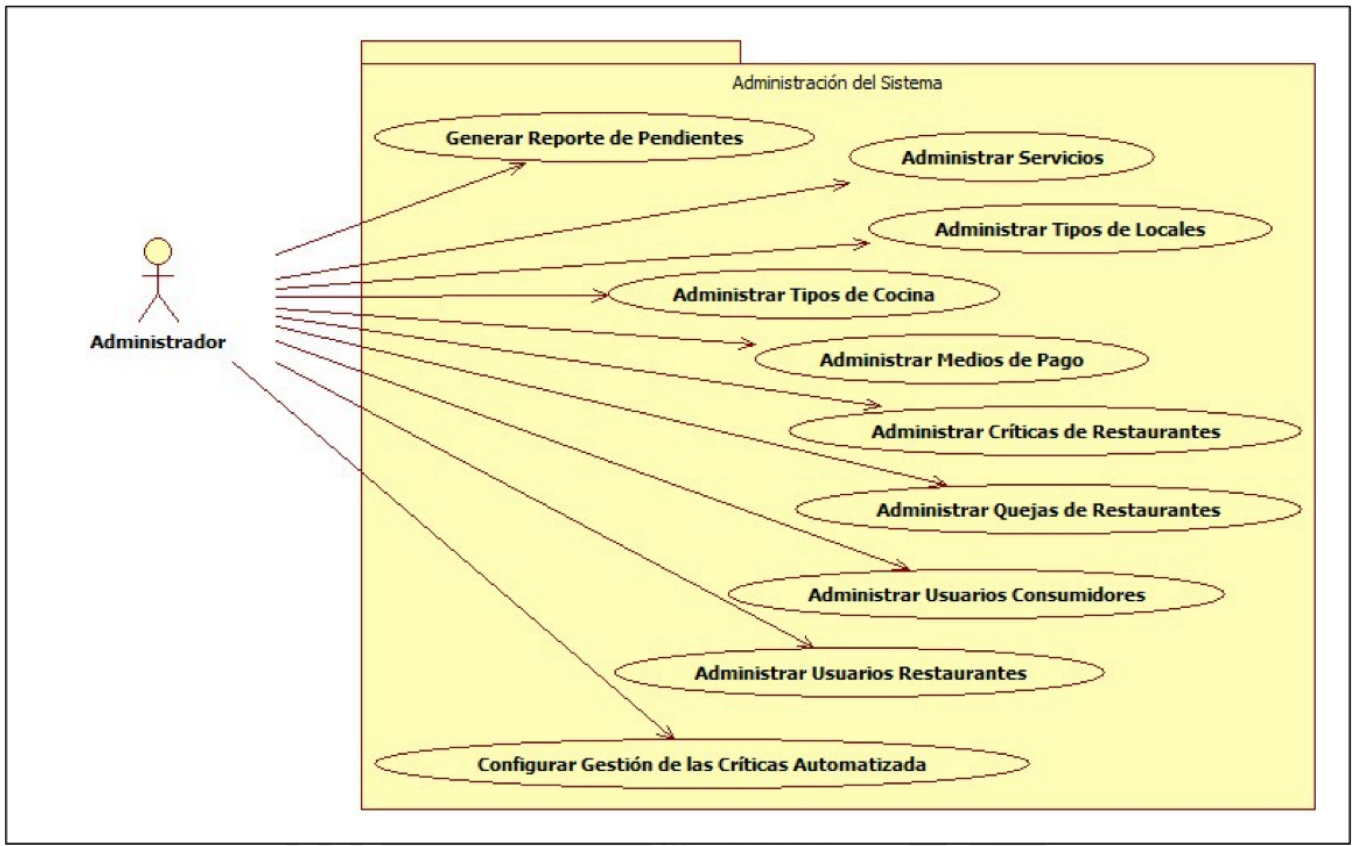 Administración del Sistema
Generar Reporte de Pendientes
Administrar Servicios
Administrar Tipos de Locales
Administrar Tipos de Cocina
Administrador
Administrar Medios de Pago
Administrar Críticas de Restaurantes
Administrar Quejas de Restaurantes
Administrar Usuarios Consumidores
Administrar Usuarios Restaurantes
Configurar Gestión de las Críticas Automatizada